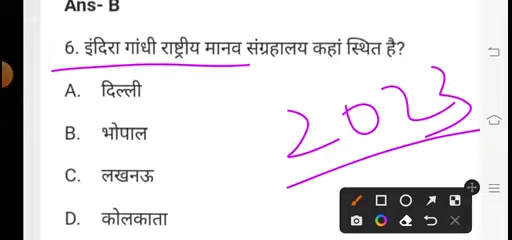 Ans- B
6. इंदिरा गांधी राष्ट्रीय मानव संग्रहालय कहां स्थित है?
A. दिल्ली
B. भोपाल
2023
C. लखनऊ
D. कोलकाता